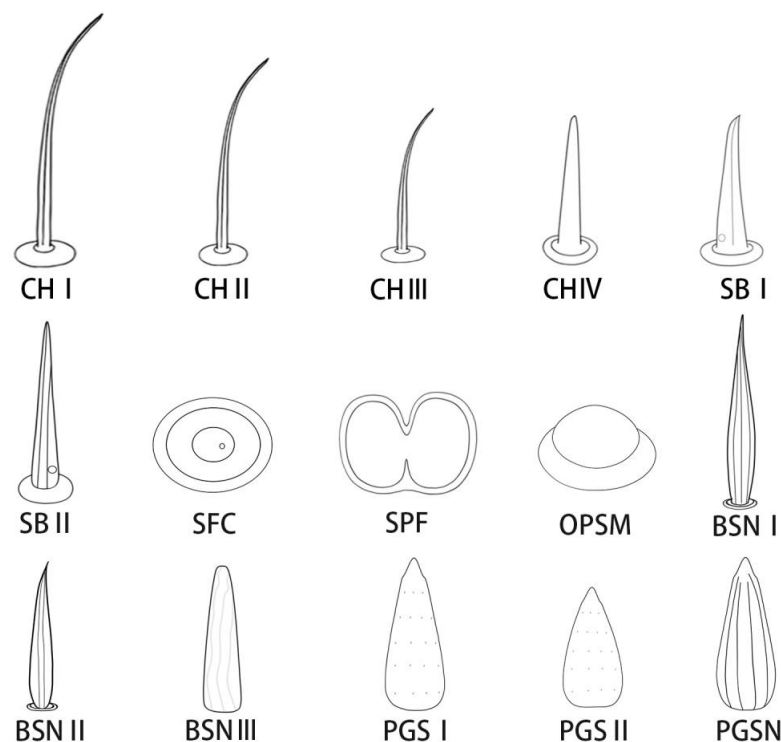 CH I CH II CH III CH IV SB I
SB II SFC SPF OPSM BSN I
BSN II BSN III PGS I PGS II PGSN